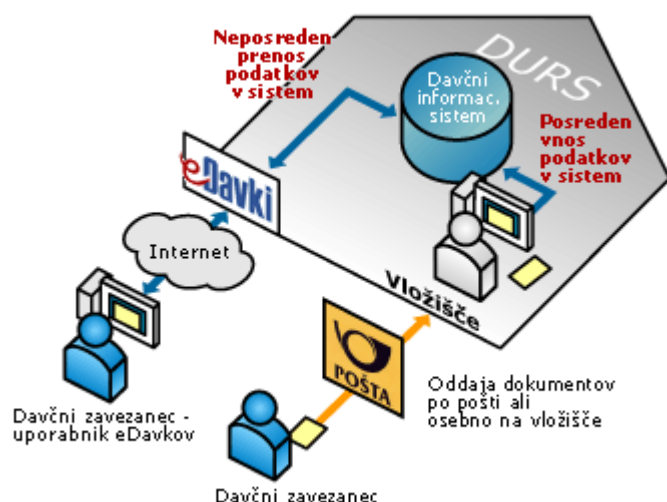 Neposreden
prenos
podatkov
v sistem
DURS
Davčni
informac.
sistem
Posreden
vnos
podatkov
v sistem
eDavki
Internet
Vložišče
POŠTA
Oddaja dokumentov
po pošti ali
osebno na vložišče
Davčni zavezanec -
uporabnik eDavkov
Davčni zavezanec